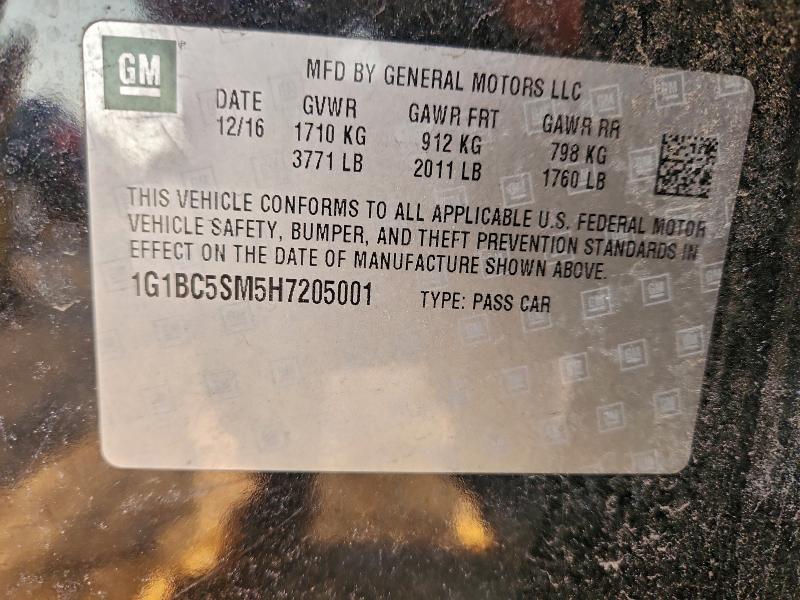 GM
MFD BY GENERAL MOTORS LLC
DATE GVWR GAWR FRT GAWR RR
12/16 1710 KG 912 KG 798 KG
3771 LB 2011 LB 1760 LB
THIS VEHICLE CONFORMS TO ALL APPLICABLE U.S. FEDERAL MOTOR
VEHICLE SAFETY, BUMPER, AND THEFT PREVENTION STANDARDS IN
EFFECT ON THE DATE OF MANUFACTURE SHOWN ABOVE.
1G1BC5SM5H7205001 TYPE: PASS CAR